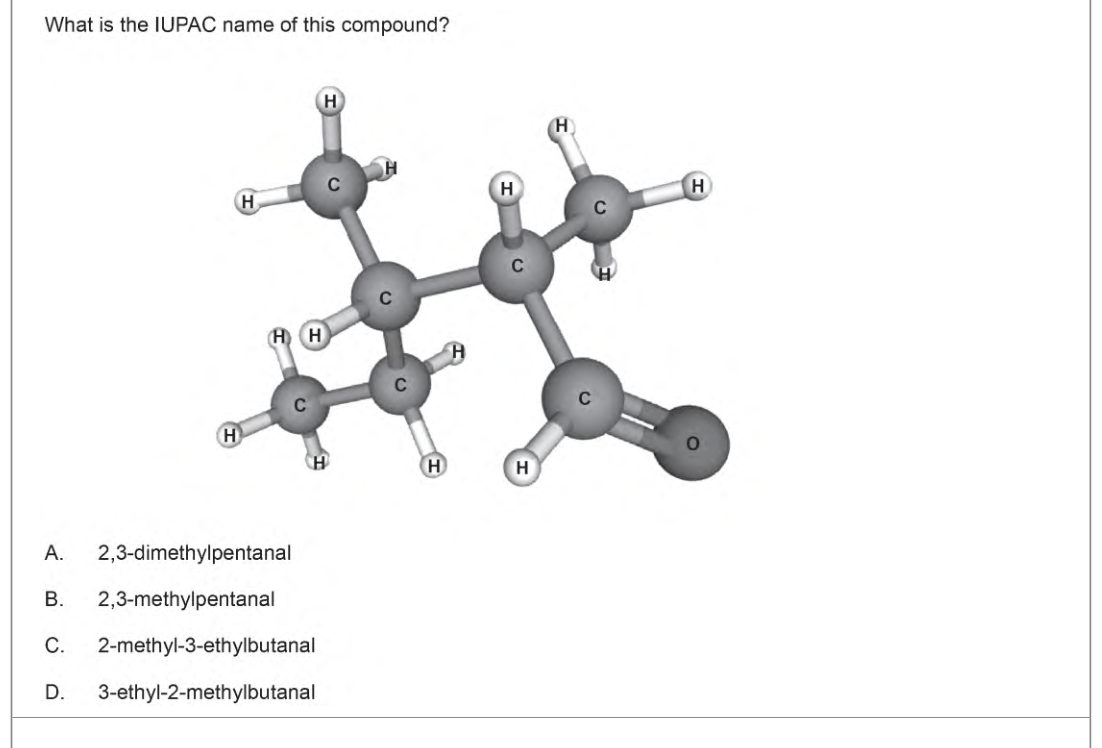 What is the IUPAC name of this compound?
H
H
H
C
H
H
H
C
H
C
C
H
C
H
H
H
C
C
C
H
O
H
H
H
H
A. 2,3-dimethylpentanal
B. 2,3-methylpentanal
C. 2-methyl-3-ethylbutanal
D. 3-ethyl-2-methylbutanal